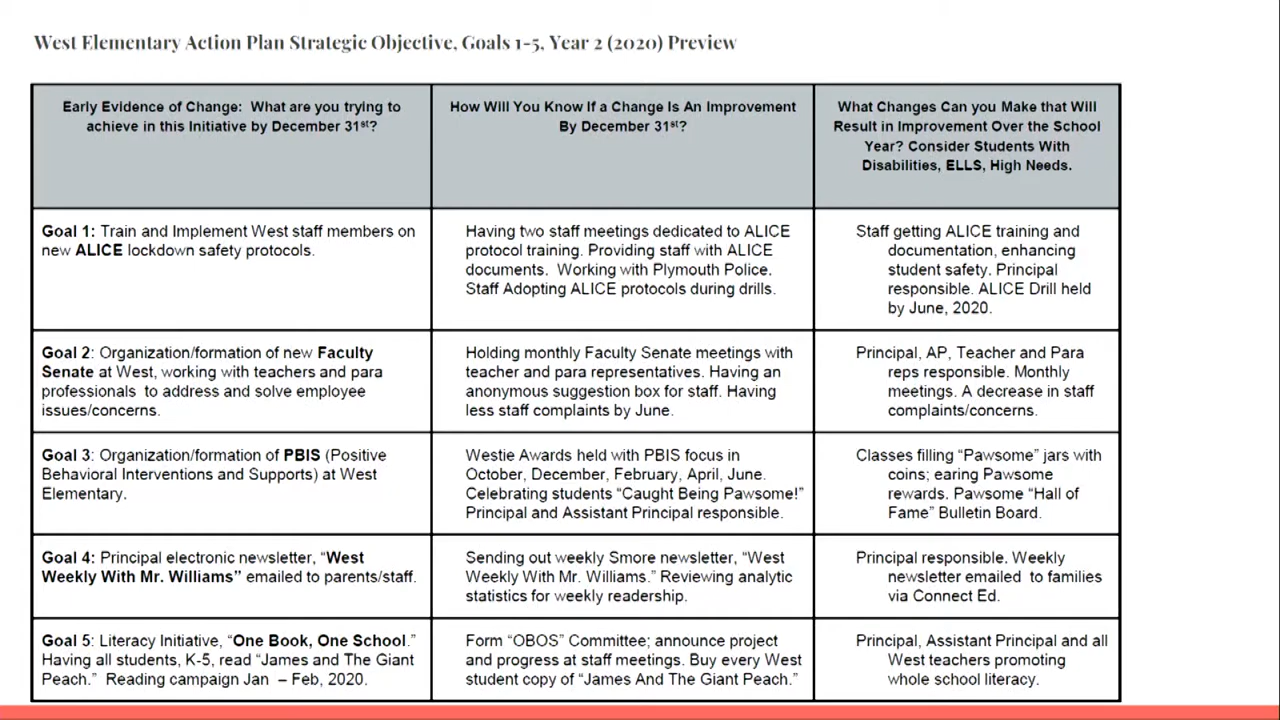 West Elementary Action Plan Strategic Objective, Goals 1-5, Year 2 (2020) Preview
Early Evidence of Change: What are you trying to
achieve in this Initiative by December 31st?
How Will You Know If a Change Is An Improvement
By December 31st?
What Changes Can you Make that Will
Result in Improvement Over the School
Year? Consider Students With
Disabilities, ELLS, High Needs.
Goal 1: Train and Implement West staff members on
new ALICE lockdown safety protocols.
Having two staff meetings dedicated to ALICE
protocol training. Providing staff with ALICE
documents. Working with Plymouth Police.
Staff Adopting ALICE protocols during drills.
Staff getting ALICE training and
documentation, enhancing
student safety. Principal
responsible. ALICE Drill held
by June, 2020.
Goal 2: Organization/formation of new Faculty
Senate at West, working with teachers and para
professionals to address and solve employee
issues/concerns.
Holding monthly Faculty Senate meetings with
teacher and para representatives. Having an
anonymous suggestion box for staff. Having
less staff complaints by June.
Principal, AP, Teacher and Para
reps responsible. Monthly
meetings. A decrease in staff
complaints/concerns.
Goal 3: Organization/formation of PBIS (Positive
Behavioral Interventions and Supports) at West
Elementary.
Westie Awards held with PBIS focus in
October, December, February, April, June.
Celebrating students “Caught Being Pawsome!”
Principal and Assistant Principal responsible.
Classes filling “Pawsome” jars with
coins; earing Pawsome
rewards. Pawsome “Hall of
Fame” Bulletin Board.
Goal 4: Principal electronic newsletter, “West
Weekly With Mr. Williams” emailed to parents/staff.
Sending out weekly Smore newsletter, “West
Weekly With Mr. Williams.” Reviewing analytic
statistics for weekly readership.
Principal responsible. Weekly
newsletter emailed to families
via Connect Ed.
Goal 5: Literacy Initiative, “One Book, One School.”
Having all students, K-5, read “James and The Giant
Peach.” Reading campaign Jan – Feb, 2020.
Form “OBOS” Committee; announce project
and progress at staff meetings. Buy every West
student copy of “James And The Giant Peach.”
Principal, Assistant Principal and all
West teachers promoting
whole school literacy.